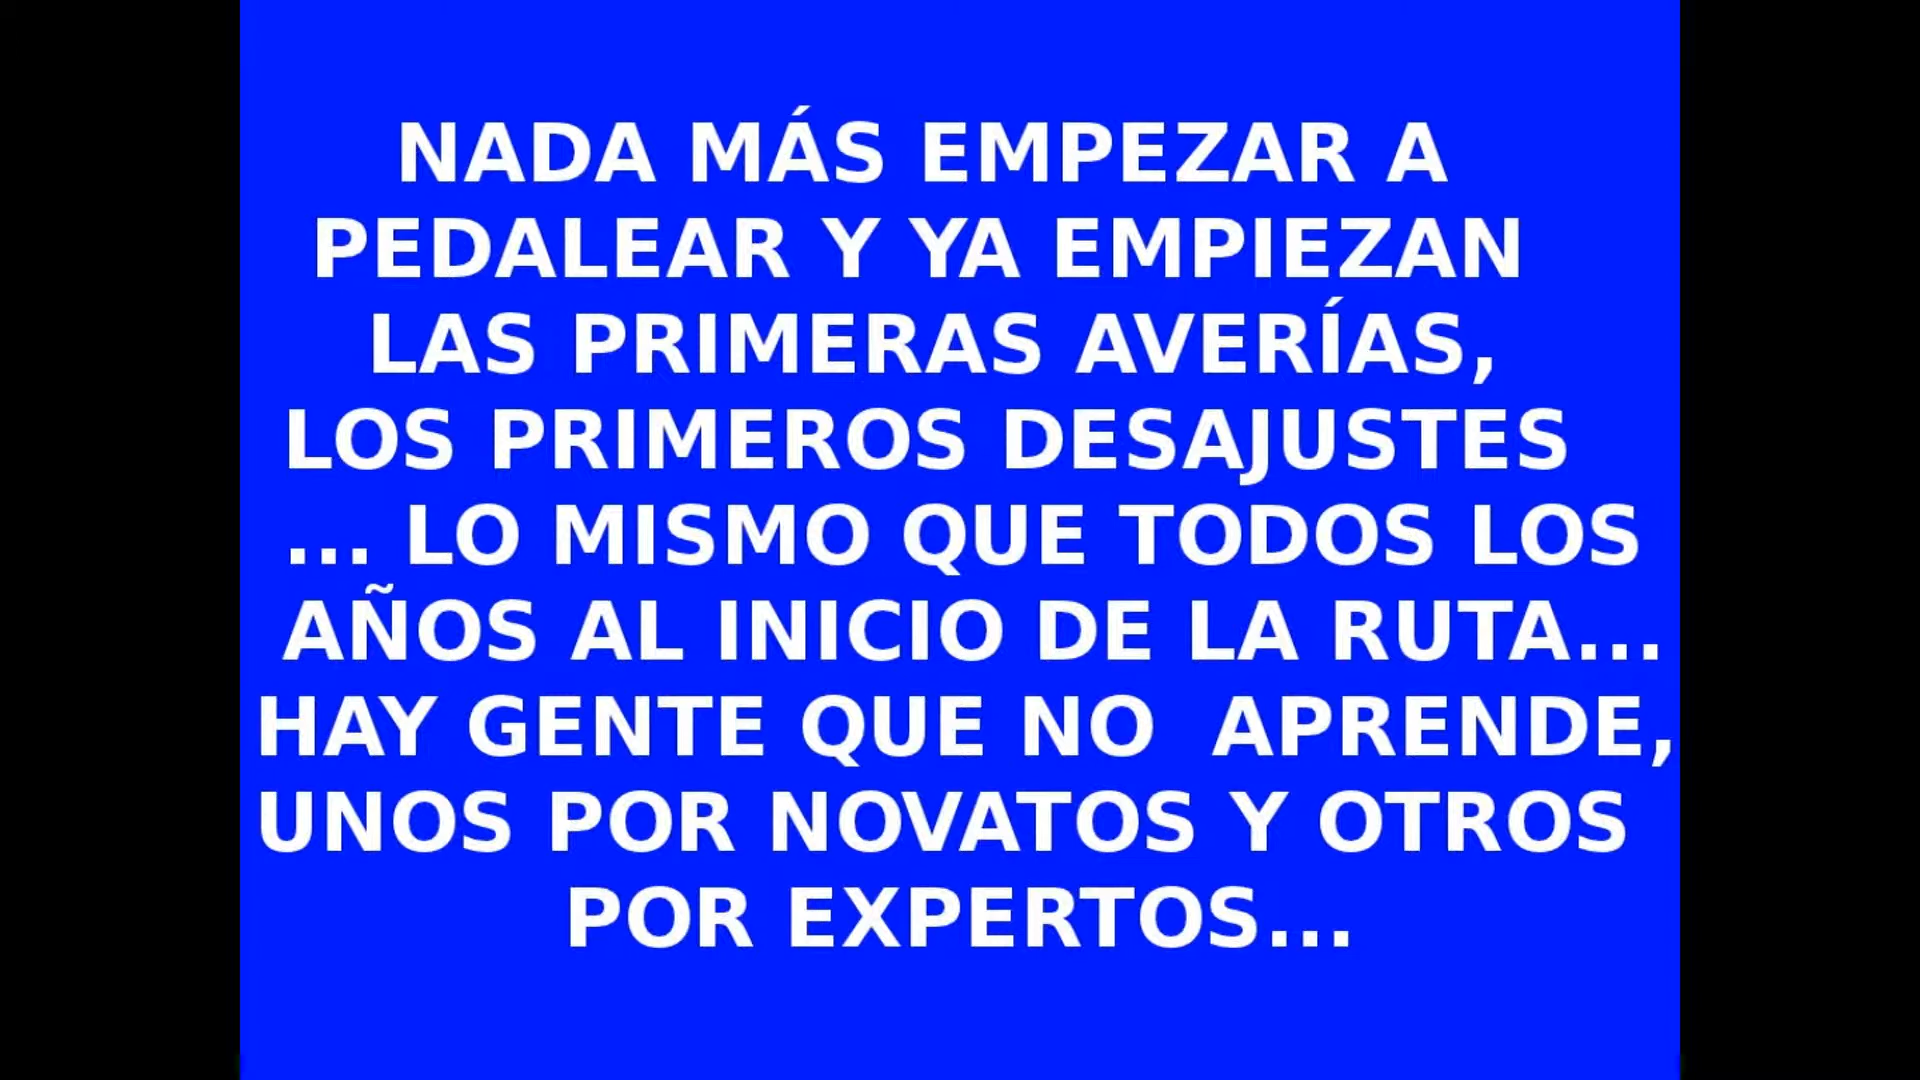 NADA MÁS EMPEZAR A
PEDALEAR Y YA EMPIEZAN
LAS PRIMERAS AVERÍAS,
LOS PRIMEROS DESAJUSTES
... LO MISMO QUE TODOS LOS
AÑOS AL INICIO DE LA RUTA...
HAY GENTE QUE NO  APRENDE,
UNOS POR NOVATOS Y OTROS
POR EXPERTOS...